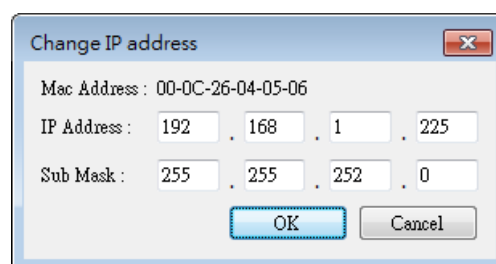 Change IP address
Mac Address : 00-0C-26-04-05-06
IP Address : 192 . 168 . 1 . 225
Sub Mask : 255 . 255 . 252 . 0
OK Cancel